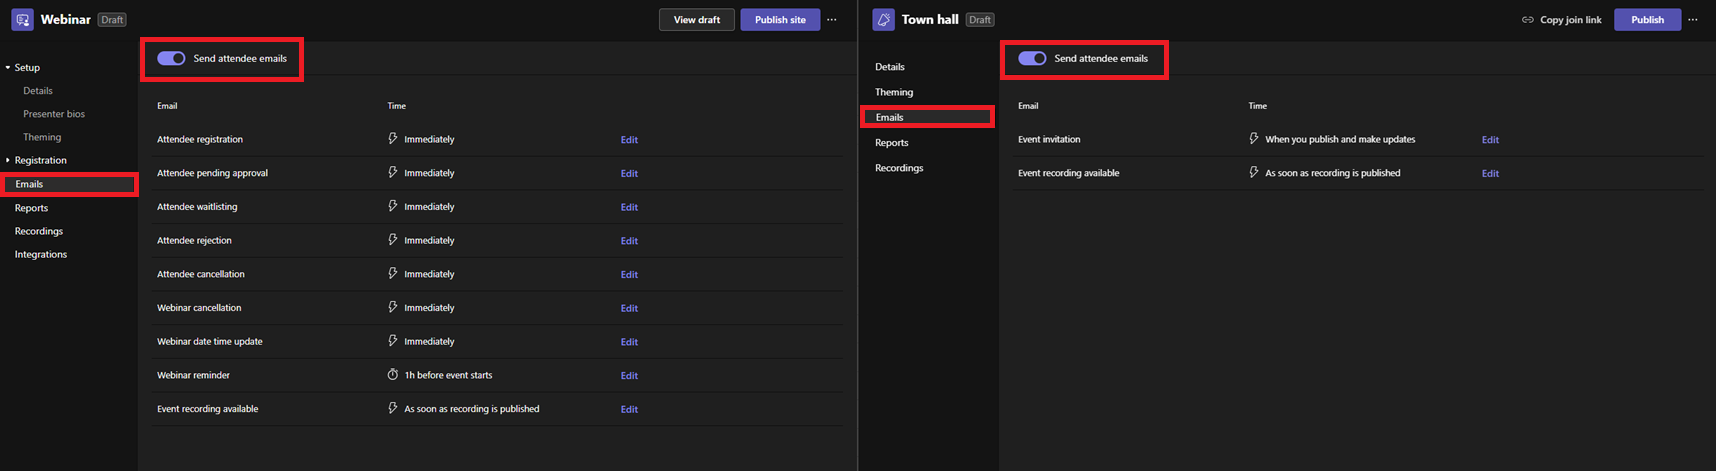 Webinar Draft
View draft
Publish site
Send attendee emails
Setup
Details
Presenter bios
Theming
Registration
Emails
Reports
Recordings
Integrations
Email Time
Attendee registration Immediately Edit
Attendee pending approval Immediately Edit
Attendee waitlisting Immediately Edit
Attendee rejection Immediately Edit
Attendee cancellation Immediately Edit
Webinar cancellation Immediately Edit
Webinar date time update Immediately Edit
Webinar reminder 1h before event starts Edit
Event recording available As soon as recording is published Edit
Town hall Draft
Copy join link
Publish
Send attendee emails
Details
Theming
Emails
Reports
Recordings
Email Time
Event invitation When you publish and make updates Edit
Event recording available As soon as recording is published Edit